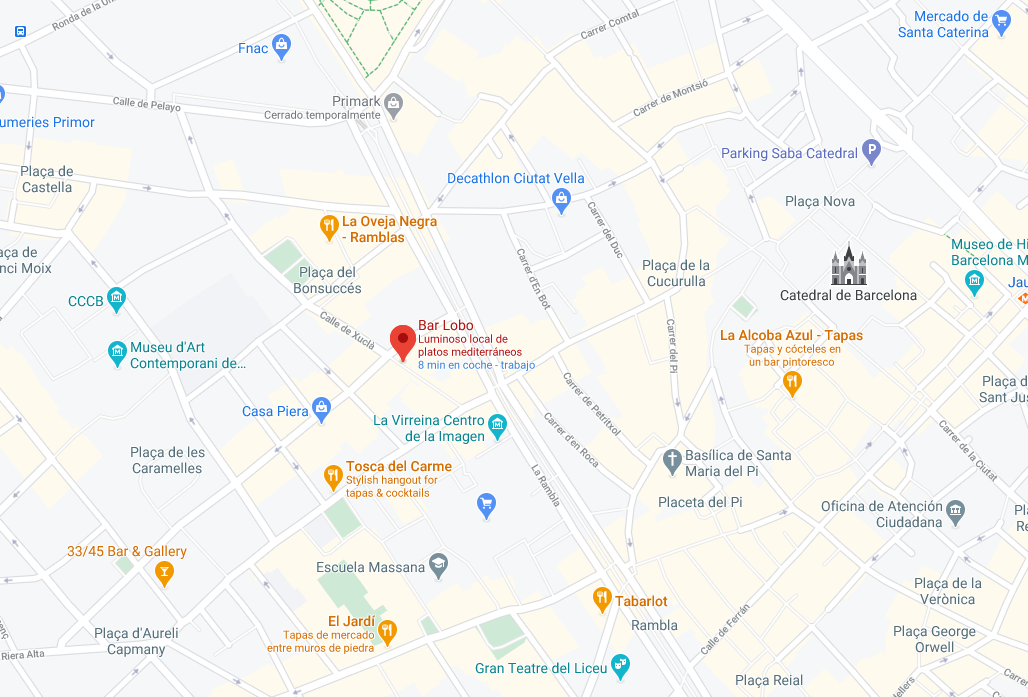 Ronda de la Un
Fnac
Carrer Comtal
Mercado de
Santa Caterina
Calle de Pelayo
Primark
Cerrado temporalmente
Carrer de Montsió
umeries Primor
Parking Saba Catedral
Plaça de
Castella
Decathlon Ciutat Vella
Plaça Nova
La Oveja Negra
- Ramblas
Carrer del Duc
Carrer d'En Bot
Museo de Hi
Barcelona M
aça de
nci Moix
Plaça del
Bonsuccés
Plaça de la
Cucurulla
Catedral de Barcelona
Jau
CCCB
Calle de Xuclà
Bar Lobo
Luminoso local de
platos mediterráneos
8 min en coche - trabajo
Carrer del Pi
La Alcoba Azul - Tapas
Tapas y cócteles en
un bar pintoresco
Museu d'Art
Contemporani de...
Plaça d
Sant Jus
Casa Piera
Carrer de Petritxol
La Virreina Centro
de la Imagen
Carrer d'en Roca
Carrer de la Ciutat
Plaça de les
Caramelles
Tosca del Carme
Stylish hangout for
tapas & cocktails
La Rambla
Basílica de Santa
Maria del Pi
Placeta del Pi
Oficina de Atención
Ciudadana
Pl
Re
33/45 Bar & Gallery
Escuela Massana
Plaça de la
Verònica
Tabarlot
Rambla
Calle de Ferrán
El Jardí
Tapas de mercado
entre muros de piedra
Plaça d'Aureli
Capmany
Plaça George
Orwell
Riera Alta
Gran Teatre del Liceu
Plaça Reial